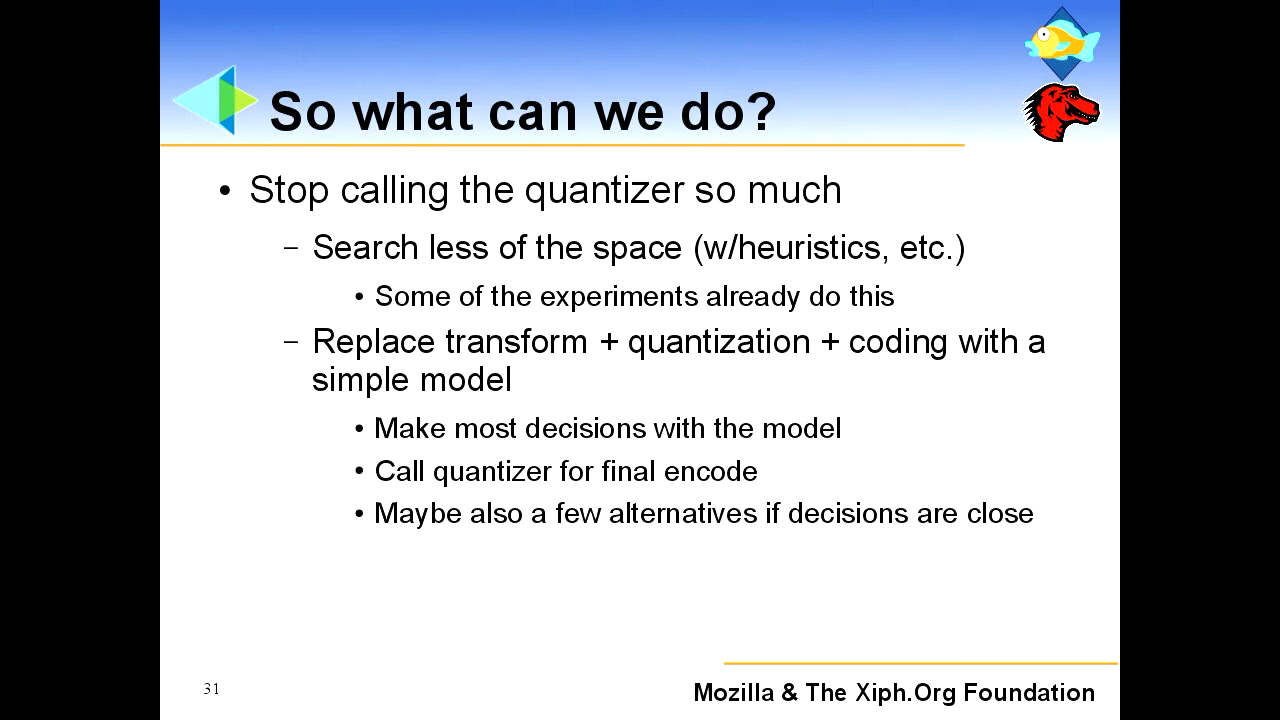 So what can we do?
• Stop calling the quantizer so much
– Search less of the space (w/heuristics, etc.)
• Some of the experiments already do this
– Replace transform + quantization + coding with a
simple model
• Make most decisions with the model
• Call quantizer for final encode
• Maybe also a few alternatives if decisions are close
31
Mozilla & The Xiph.Org Foundation